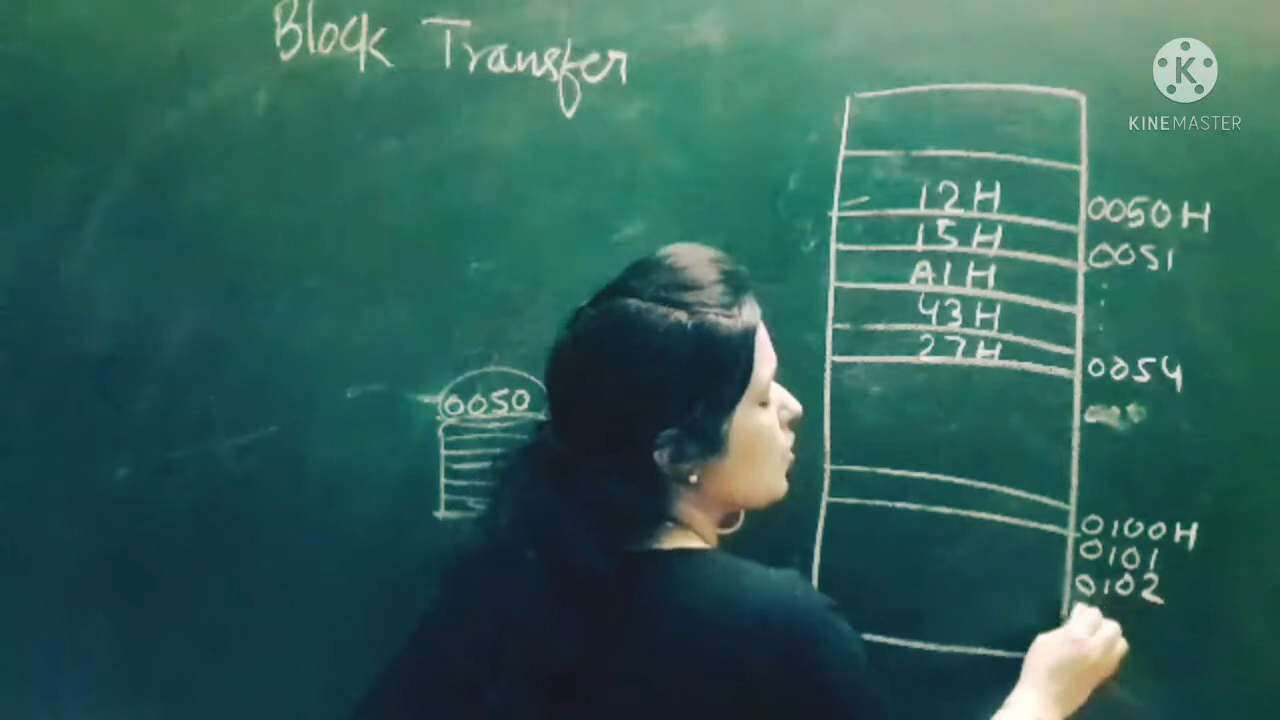 Block Transfer
KINEMASTER
12H 0050H
15H 0051
A1H
43H
27H 0054
0050
0100H
0101
0102